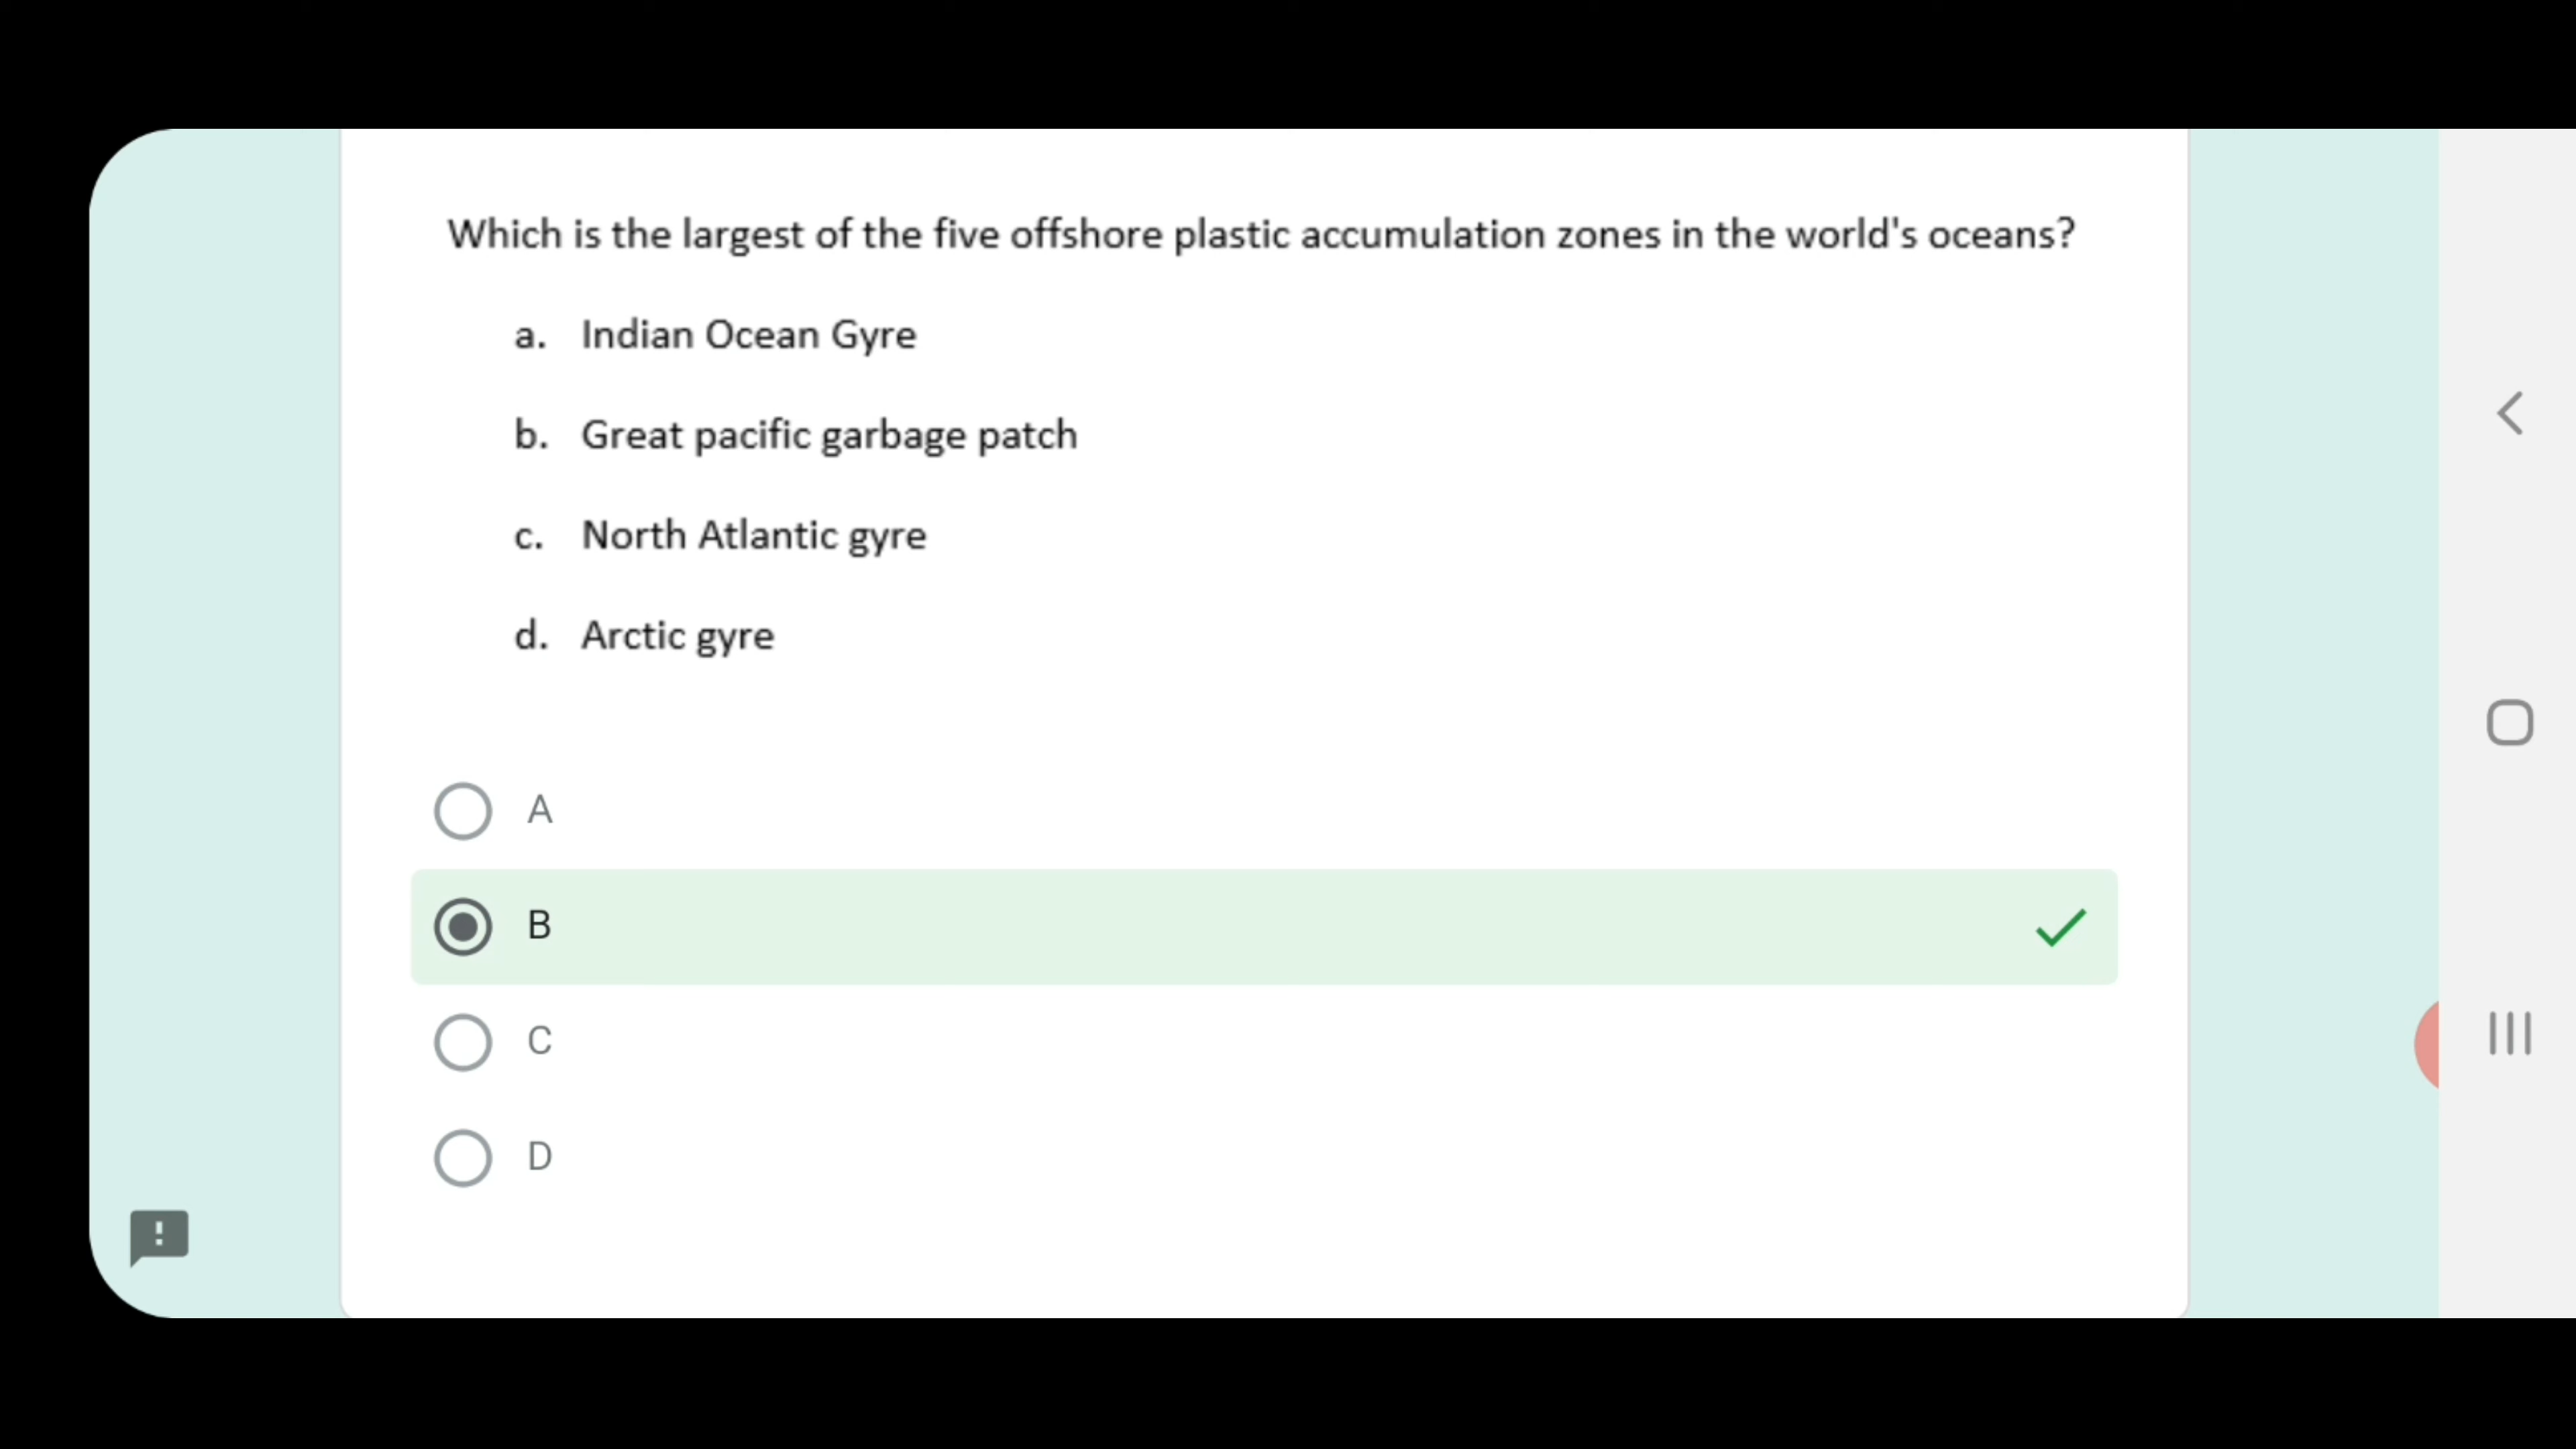 Which is the largest of the five offshore plastic accumulation zones in the world's oceans?
a. Indian Ocean Gyre
b. Great pacific garbage patch
c. North Atlantic gyre
d. Arctic gyre
A
B
C
D